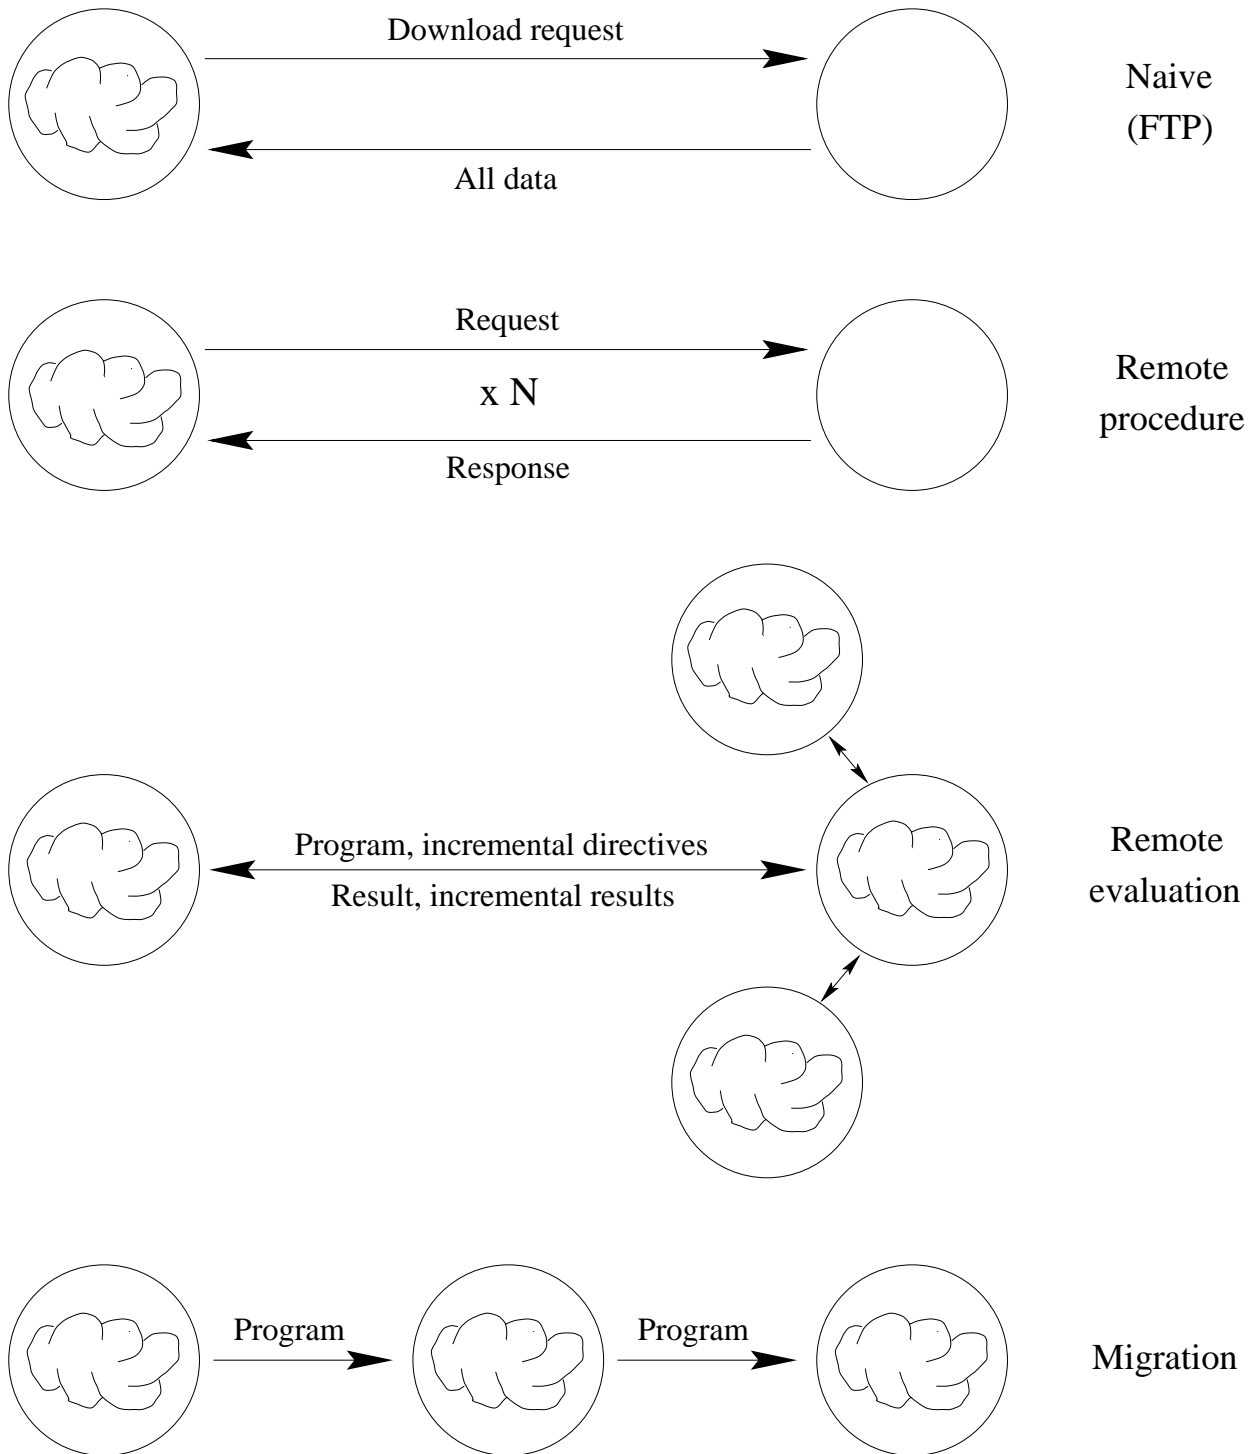 Download request
Naive
(FTP)
All data
Request
x N
Remote
procedure
Response
Program, incremental directives
Result, incremental results
Remote
evaluation
Program
Program
Migration